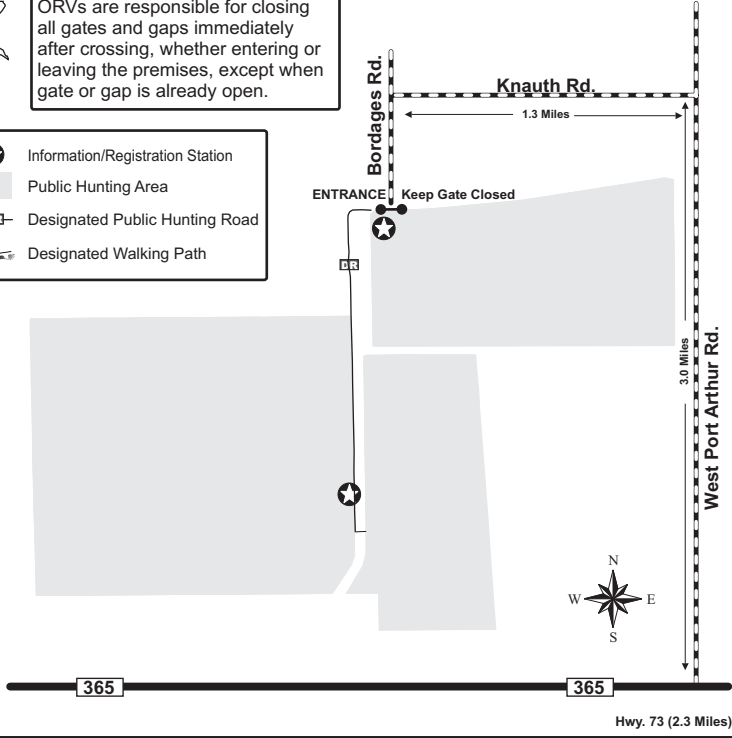 ORVs are responsible for closing
all gates and gaps immediately
after crossing, whether entering or
leaving the premises, except when
gate or gap is already open.
Bordages Rd.
Knauth Rd.
1.3 Miles
Information/Registration Station
Public Hunting Area
Designated Public Hunting Road
Designated Walking Path
ENTRANCE Keep Gate Closed
DR
3.0 Miles
West Port Arthur Rd.
N
W E
S
365 365
Hwy. 73 (2.3 Miles)